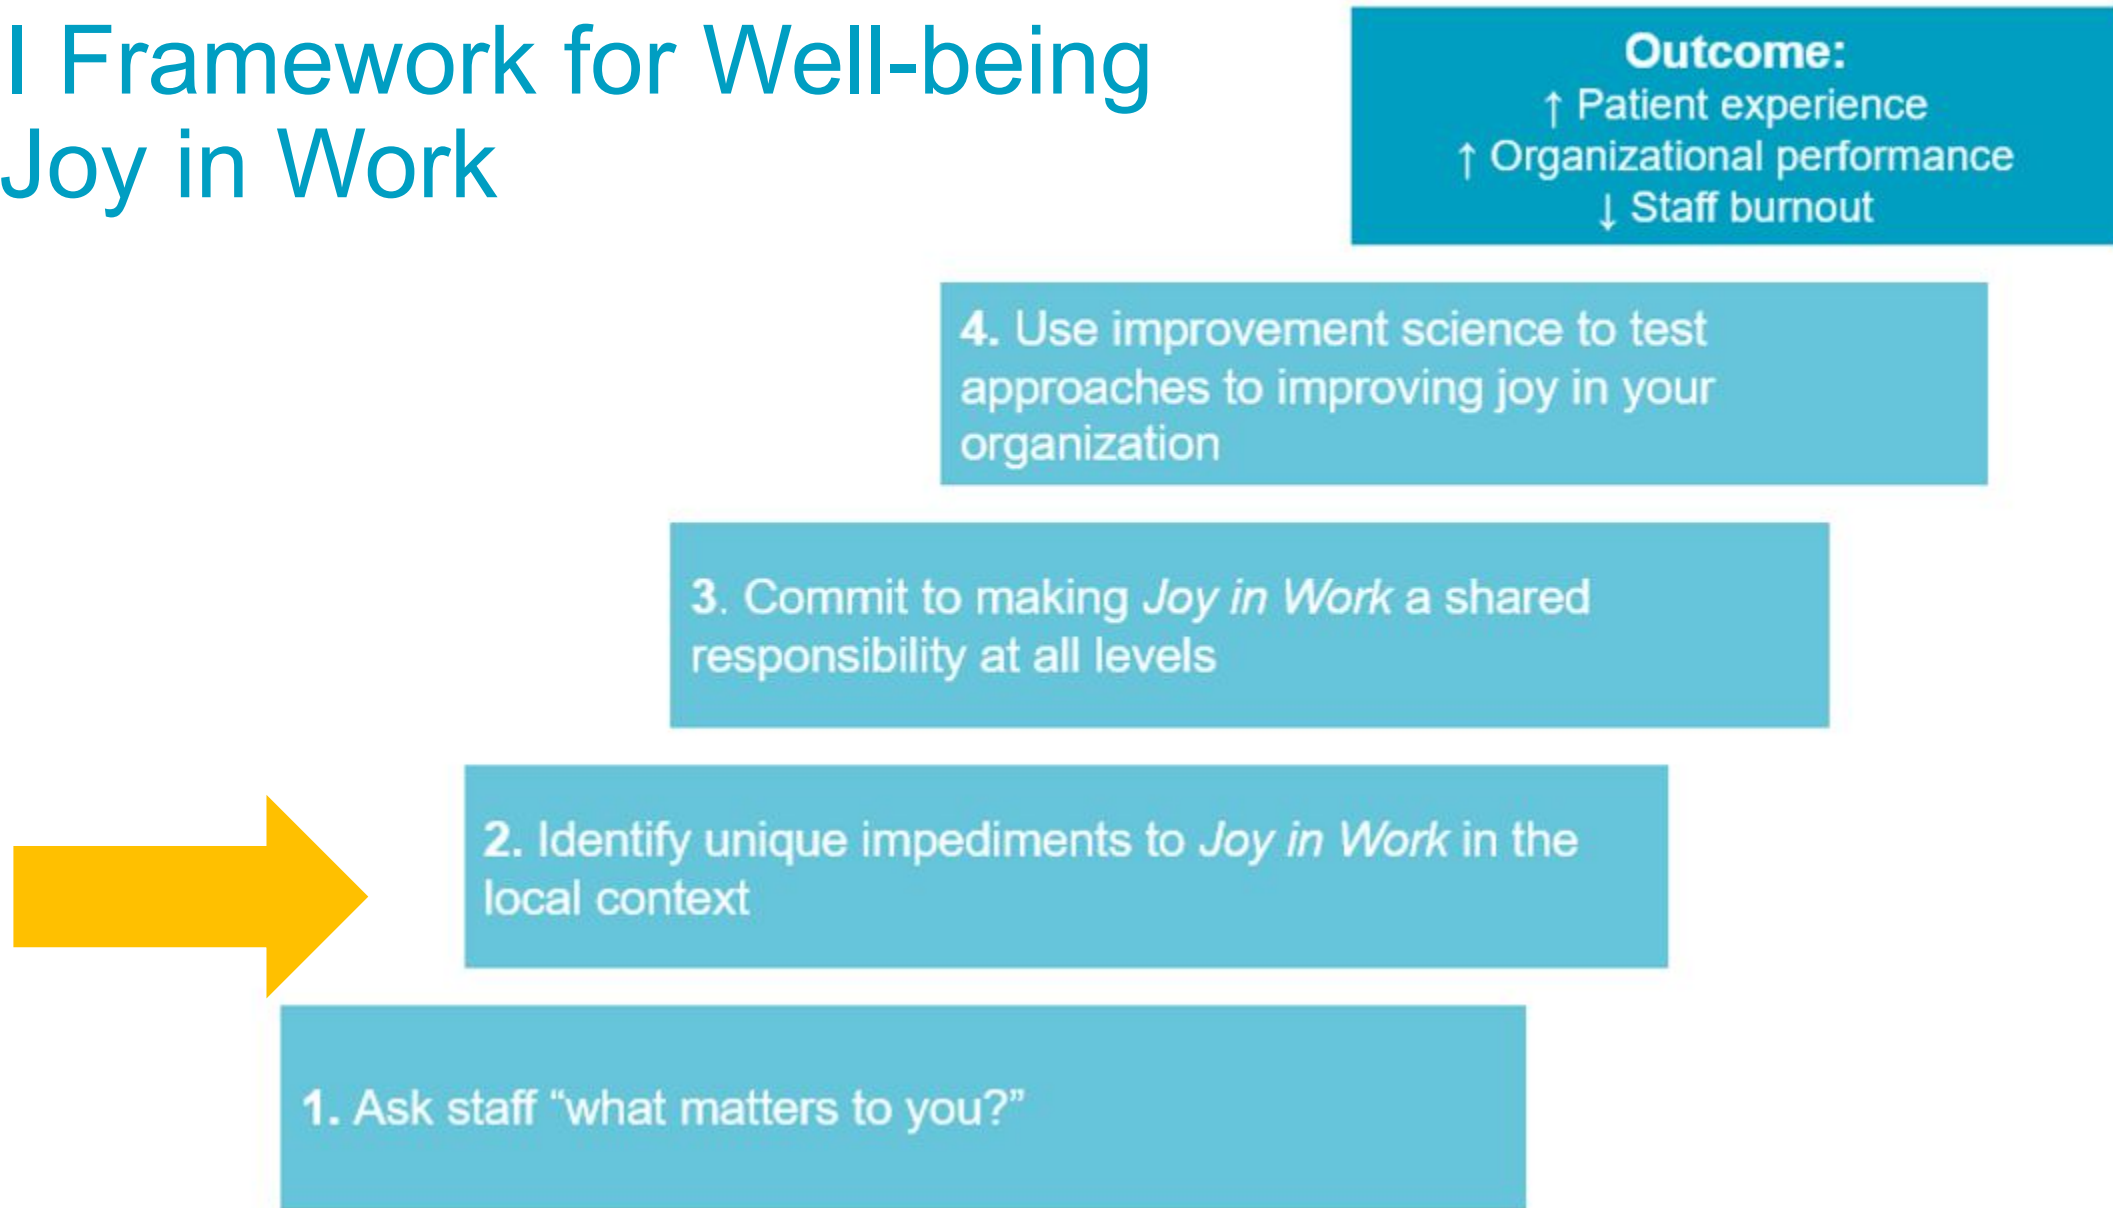 I Framework for Well-being
Joy in Work
Outcome:
↑ Patient experience
↑ Organizational performance
↓ Staff burnout
4. Use improvement science to test
approaches to improving joy in your
organization
3. Commit to making Joy in Work a shared
responsibility at all levels
2. Identify unique impediments to Joy in Work in the
local context
1. Ask staff “what matters to you?”